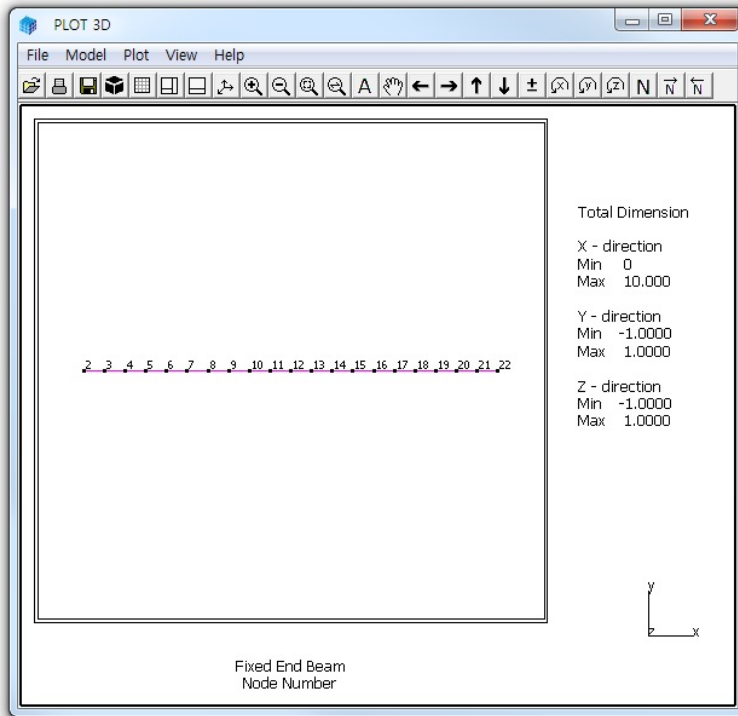 PLOT 3D
File Model Plot View Help
A ± x y z N N N
Total Dimension
X - direction
Min 0
Max 10.000
Y - direction
Min -1.0000
Max 1.0000
Z - direction
Min -1.0000
Max 1.0000
2 3 4 5 6 7 8 9 10 11 12 13 14 15 16 17 18 19 20 21 22
y
z x
Fixed End Beam
Node Number